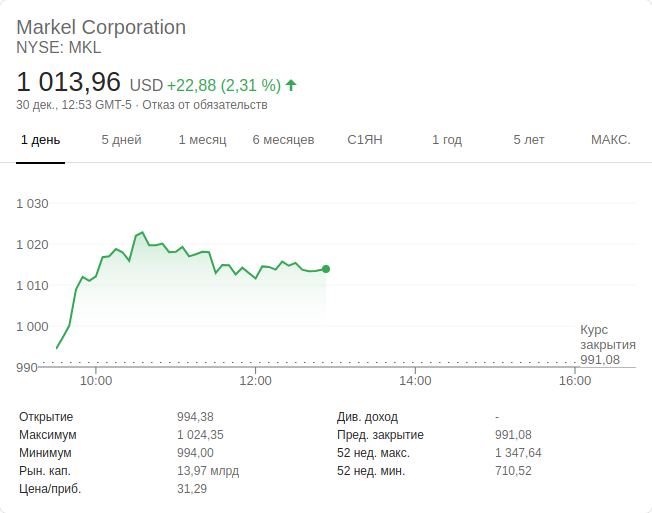 Markel Corporation
NYSE: MKL
1 013,96 USD +22,88 (2,31 %)
30 дек., 12:53 GMT-5 · Отказ от обязательств
1 день 5 дней 1 месяц 6 месяцев С1ЯН 1 год 5 лет МАКС.
1 030
1 020
1 010
1 000
990
Курс
закрытия
991,08
10:00 12:00 14:00 16:00
Открытие 994,38 Див. доход -
Максимум 1 024,35 Пред. закрытие 991,08
Минимум 994,00 52 нед. макс. 1 347,64
Рын. кап. 13,97 млрд 52 нед. мин. 710,52
Цена/приб. 31,29